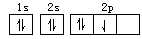 1s 2s 2p
⥮ ⥮ ⥮ ⇃